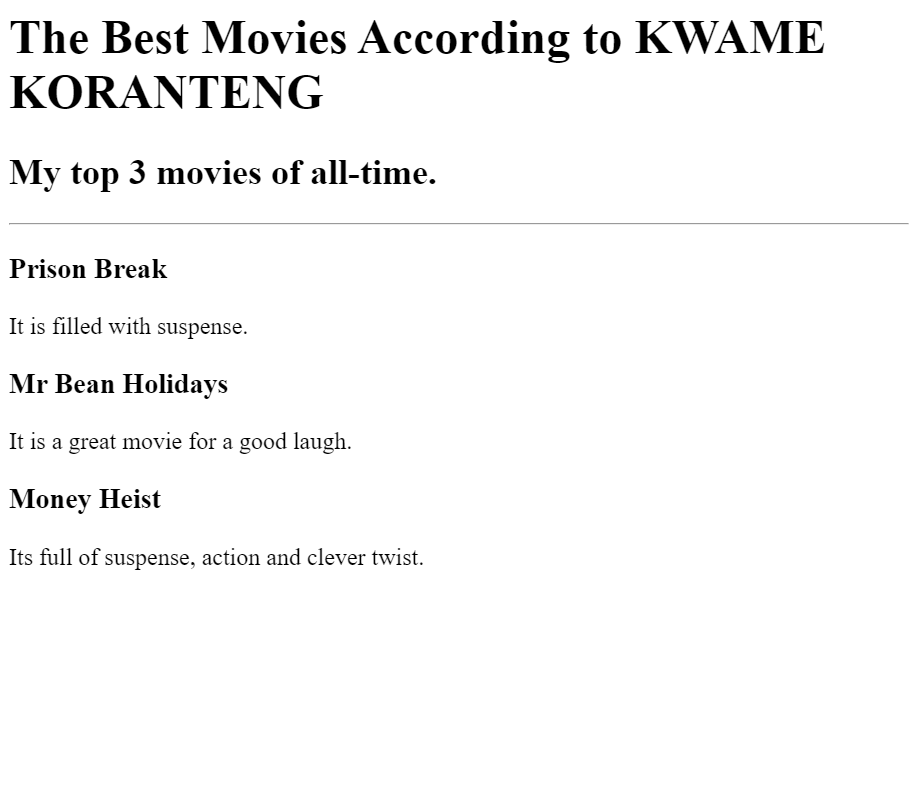 The Best Movies According to KWAME
KORANTENG
My top 3 movies of all-time.
Prison Break
It is filled with suspense.
Mr Bean Holidays
It is a great movie for a good laugh.
Money Heist
Its full of suspense, action and clever twist.